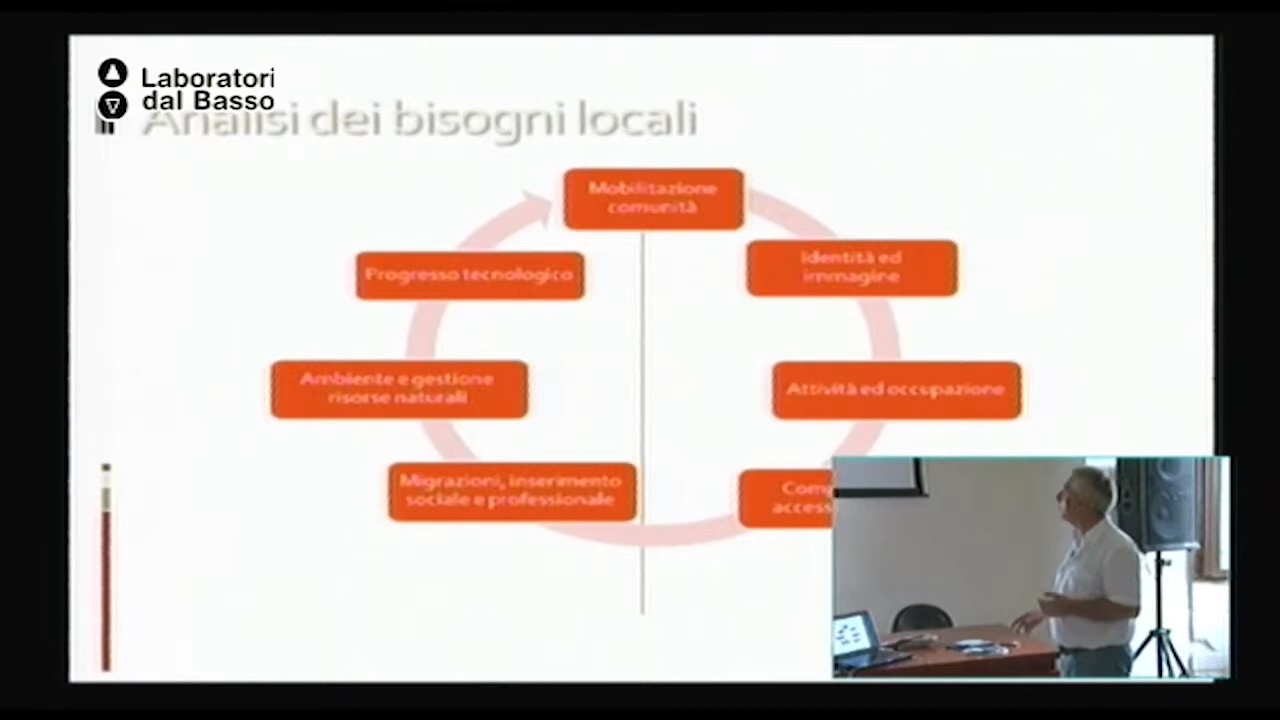 Laboratori
dal Basso
Analisi dei bisogni locali
Mobilitazione
comunità
Identità ed
immagine
Progresso tecnologico
Ambiente e gestione
risorse naturali
Attività ed occupazione
Migrazioni, inserimento
sociale e professionale